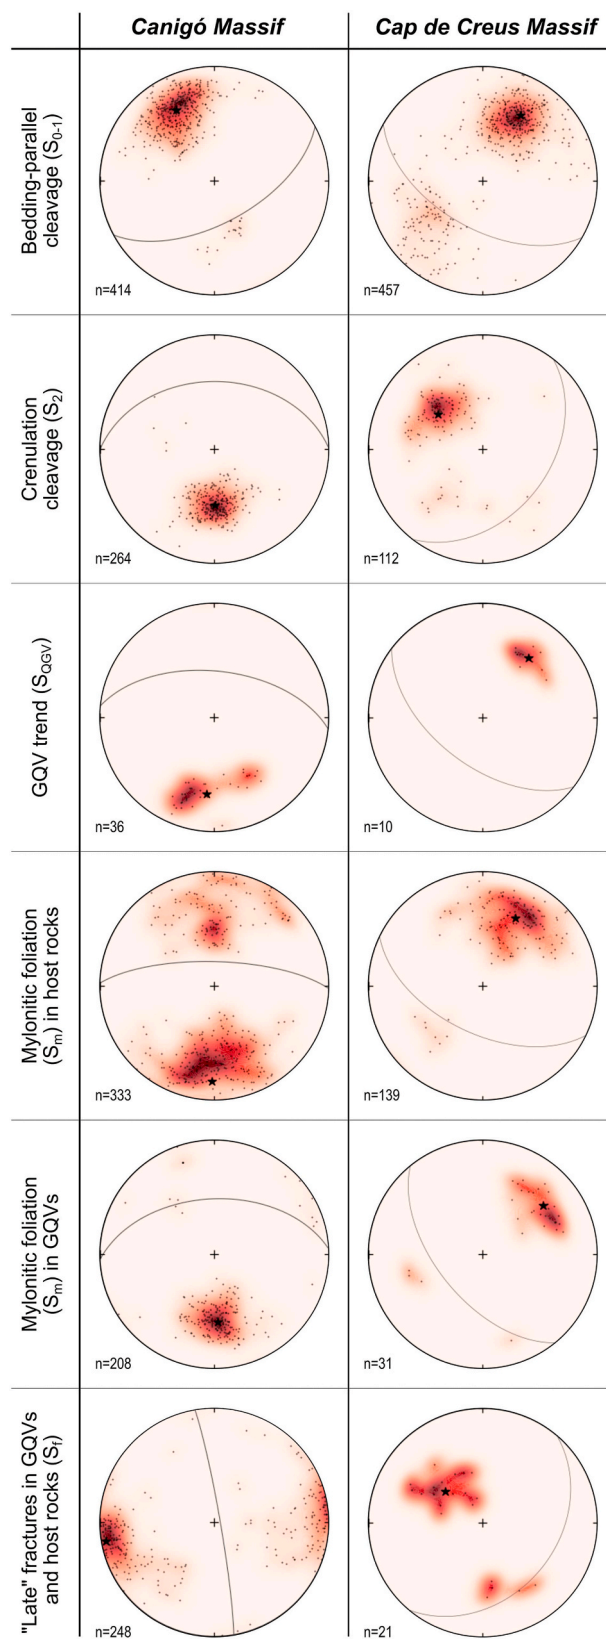 Canigó Massif
Cap de Creus Massif
Bedding-parallel
cleavage (S0-1)
n=414
n=457
Crenulation
cleavage (S2)
n=264
n=112
GQV trend (SQGV)
n=36
n=10
Mylonitic foliation
(Sm) in host rocks
n=333
n=139
Mylonitic foliation
(Sm) in GQVs
n=208
n=31
"Late" fractures in GQVs
and host rocks (Sf)
n=248
n=21